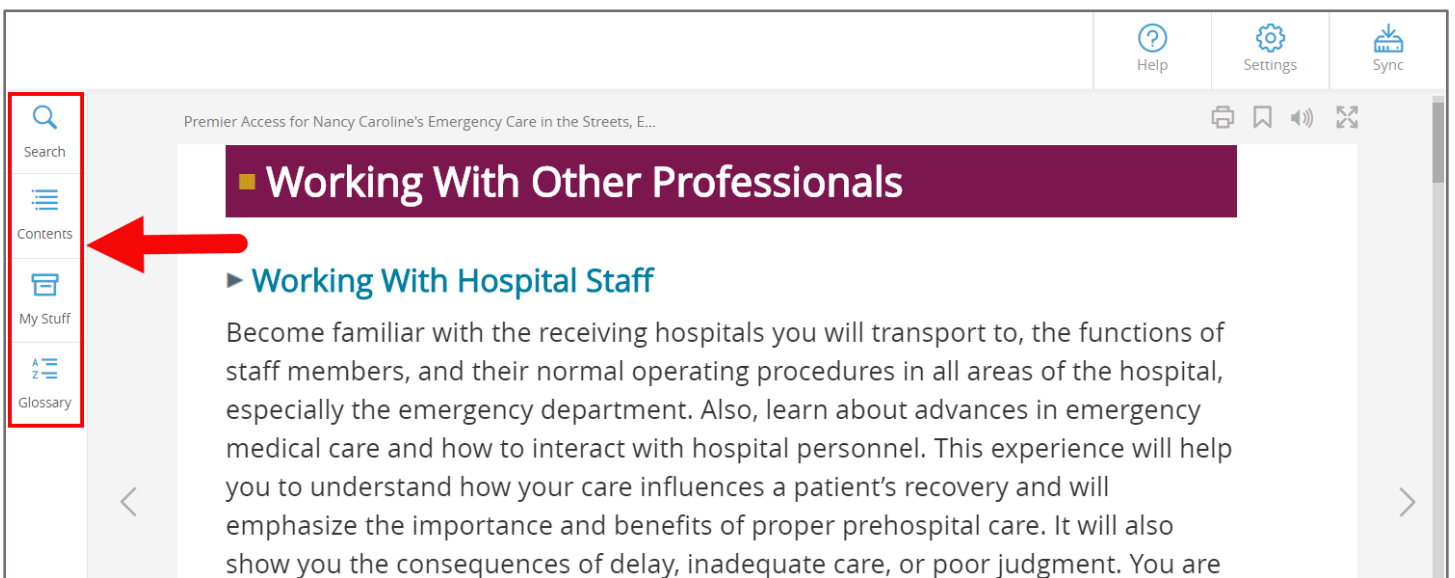 Help
Settings
Sync
Search
Contents
My Stuff
A
Z
Glossary
Premier Access for Nancy Caroline's Emergency Care in the Streets, E...
Working With Other Professionals
Working With Hospital Staff
Become familiar with the receiving hospitals you will transport to, the functions of
staff members, and their normal operating procedures in all areas of the hospital,
especially the emergency department. Also, learn about advances in emergency
medical care and how to interact with hospital personnel. This experience will help
you to understand how your care influences a patient’s recovery and will
emphasize the importance and benefits of proper prehospital care. It will also
show you the consequences of delay, inadequate care, or poor judgment. You are